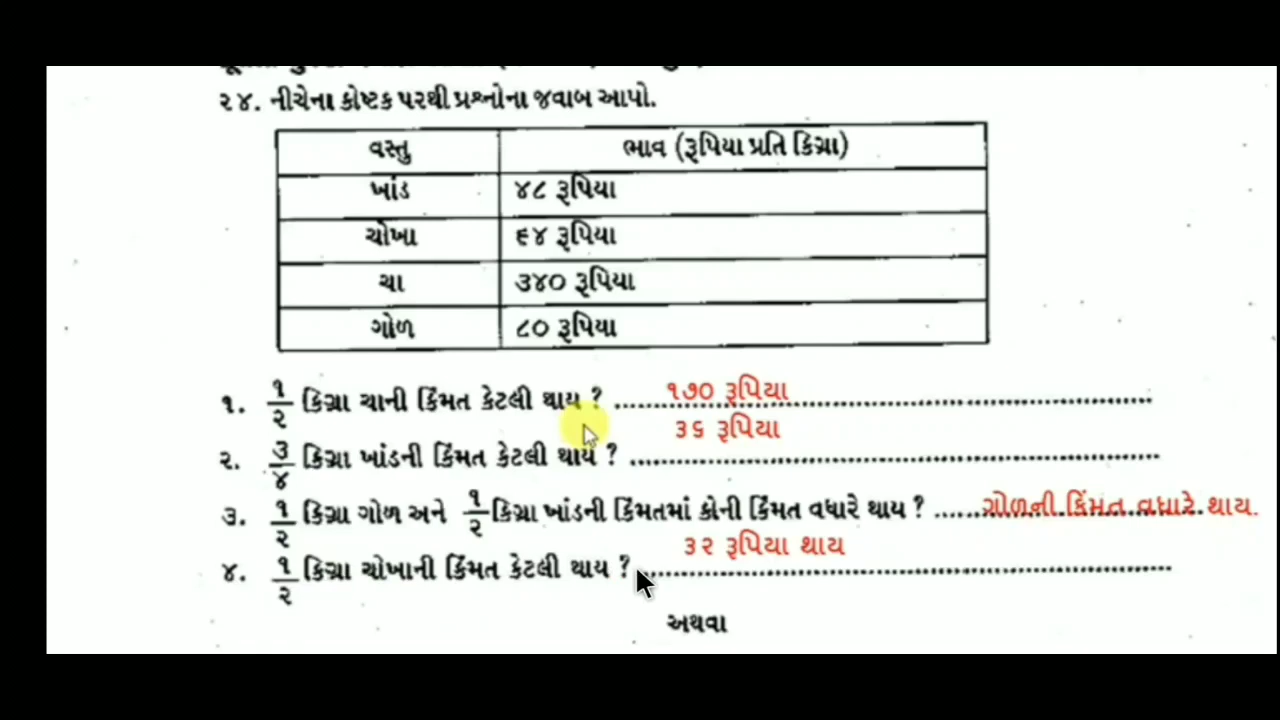 ૨૪. નીચેના કોષ્ટક પરથી પ્રશ્નોના જવાબ આપો.
વસ્તુ ભાવ (રૂપિયા પ્રતિ કિગ્રા)
ખાંડ ૪૮ રૂપિયા
ચોખા ૬૪ રૂપિયા
ચા ૩૪૦ રૂપિયા
ગોળ ૮૦ રૂપિયા
૧. ૧/૨ કિગ્રા ચાની કિંમત કેટલી થાય ? ૧૭૦ રૂપિયા
૨. ૩/૪ કિગ્રા ખાંડની કિંમત કેટલી થાય ? ૩૬ રૂપિયા
૩. ૧/૨ કિગ્રા ગોળ અને ૧/૨ કિગ્રા ખાંડની કિંમતમાં કોની કિંમત વધારે થાય ? ગોળની કિંમત વધારે થાય.
૪. ૧/૨ કિગ્રા ચોખાની કિંમત કેટલી થાય ? ૩૨ રૂપિયા થાય
અથવા